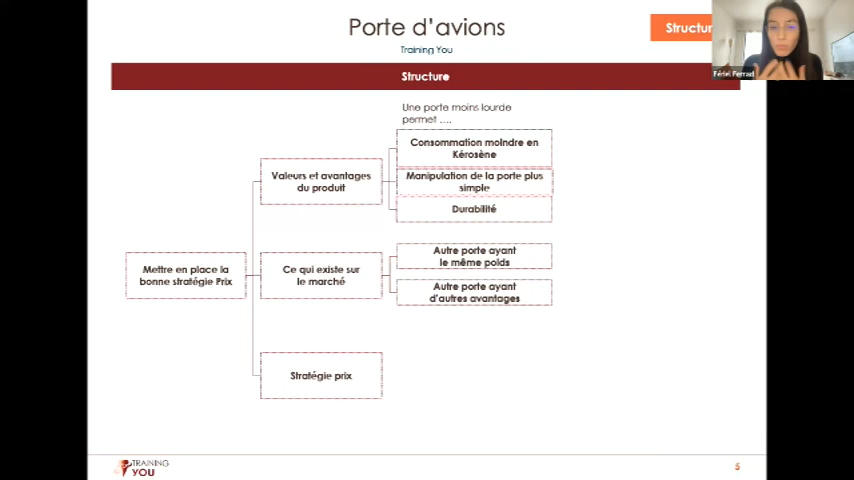 Porte d’avions
Training You
Structur
Structure
Fériel Ferrad
Une porte moins lourde
permet ....
Consommation moindre en
Kérosène
Valeurs et avantages
du produit
Manipulation de la porte plus
simple
Durabilité
Autre porte ayant
le même poids
Mettre en place la
bonne stratégie Prix
Ce qui existe sur
le marché
Autre porte ayant
d’autres avantages
Stratégie prix
TRAINING
YOU
5